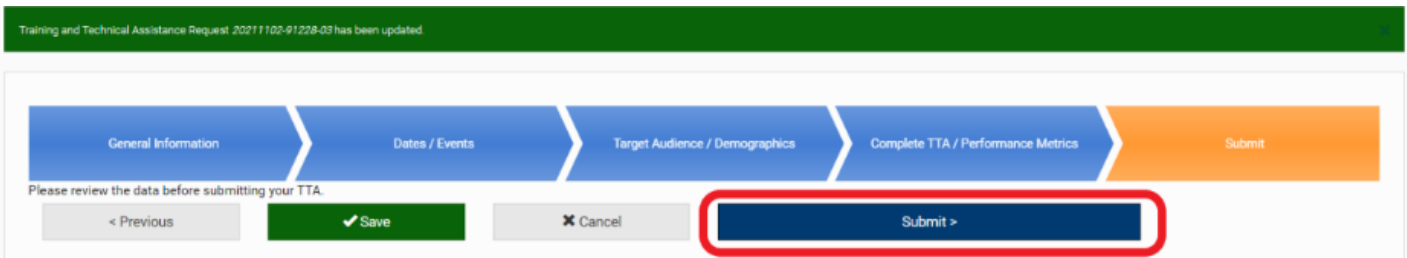 Training and Technical Assistance Request 20211102-91228-03 has been updated.
General Information
Dates / Events
Target Audience / Demographics
Complete TTA / Performance Metrics
Submit
Please review the data before submitting your TTA.
< Previous
✔ Save
✖ Cancel
Submit >